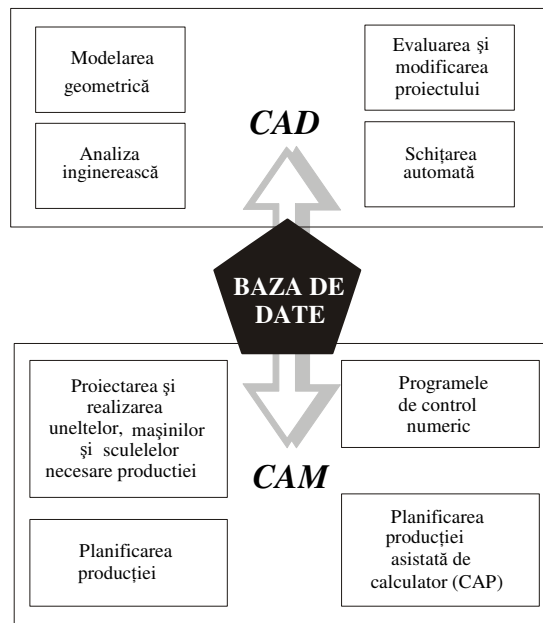 Modelarea
geometrică
Evaluarea şi
modificarea
proiectului
CAD
Analiza
inginerească
Schiţarea
automată
BAZA DE
DATE
Proiectarea şi
realizarea
uneltelor, maşinilor
şi sculelelor
necesare productiei
Programele
de control
numeric
CAM
Planificarea
producţiei
Planificarea
producţiei
asistată de
calculator (CAP)